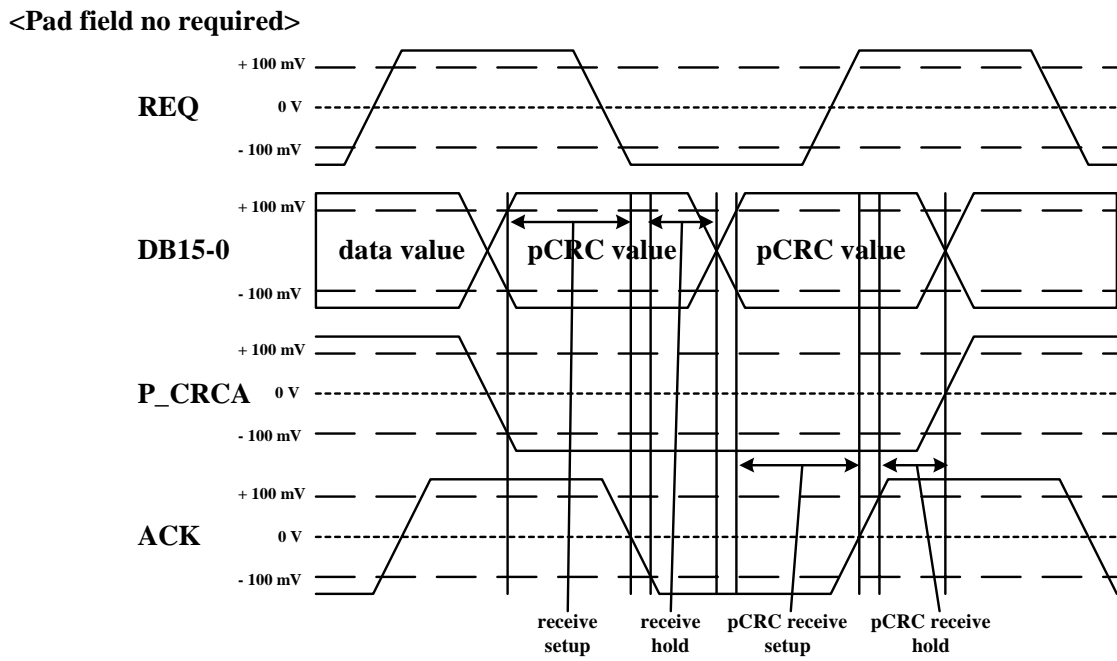 <Pad field no required>
+ 100 mV
REQ
0 V
- 100 mV
+ 100 mV
DB15-0
data value
pCRC value
pCRC value
- 100 mV
+ 100 mV
P_CRCA
0 V
- 100 mV
+ 100 mV
ACK
0 V
- 100 mV
receive
setup
receive
hold
pCRC receive
setup
pCRC receive
hold